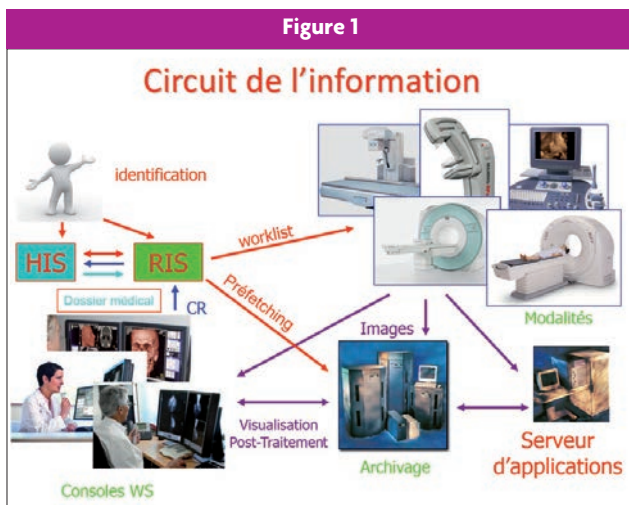 Figure 1
Circuit de l'information
identification
HIS
RIS
worklist
Préfetching
Dossier médical
CR
Images
Modalités
Visualisation
Post-Traitement
Archivage
Serveur
d'applications
Consoles WS